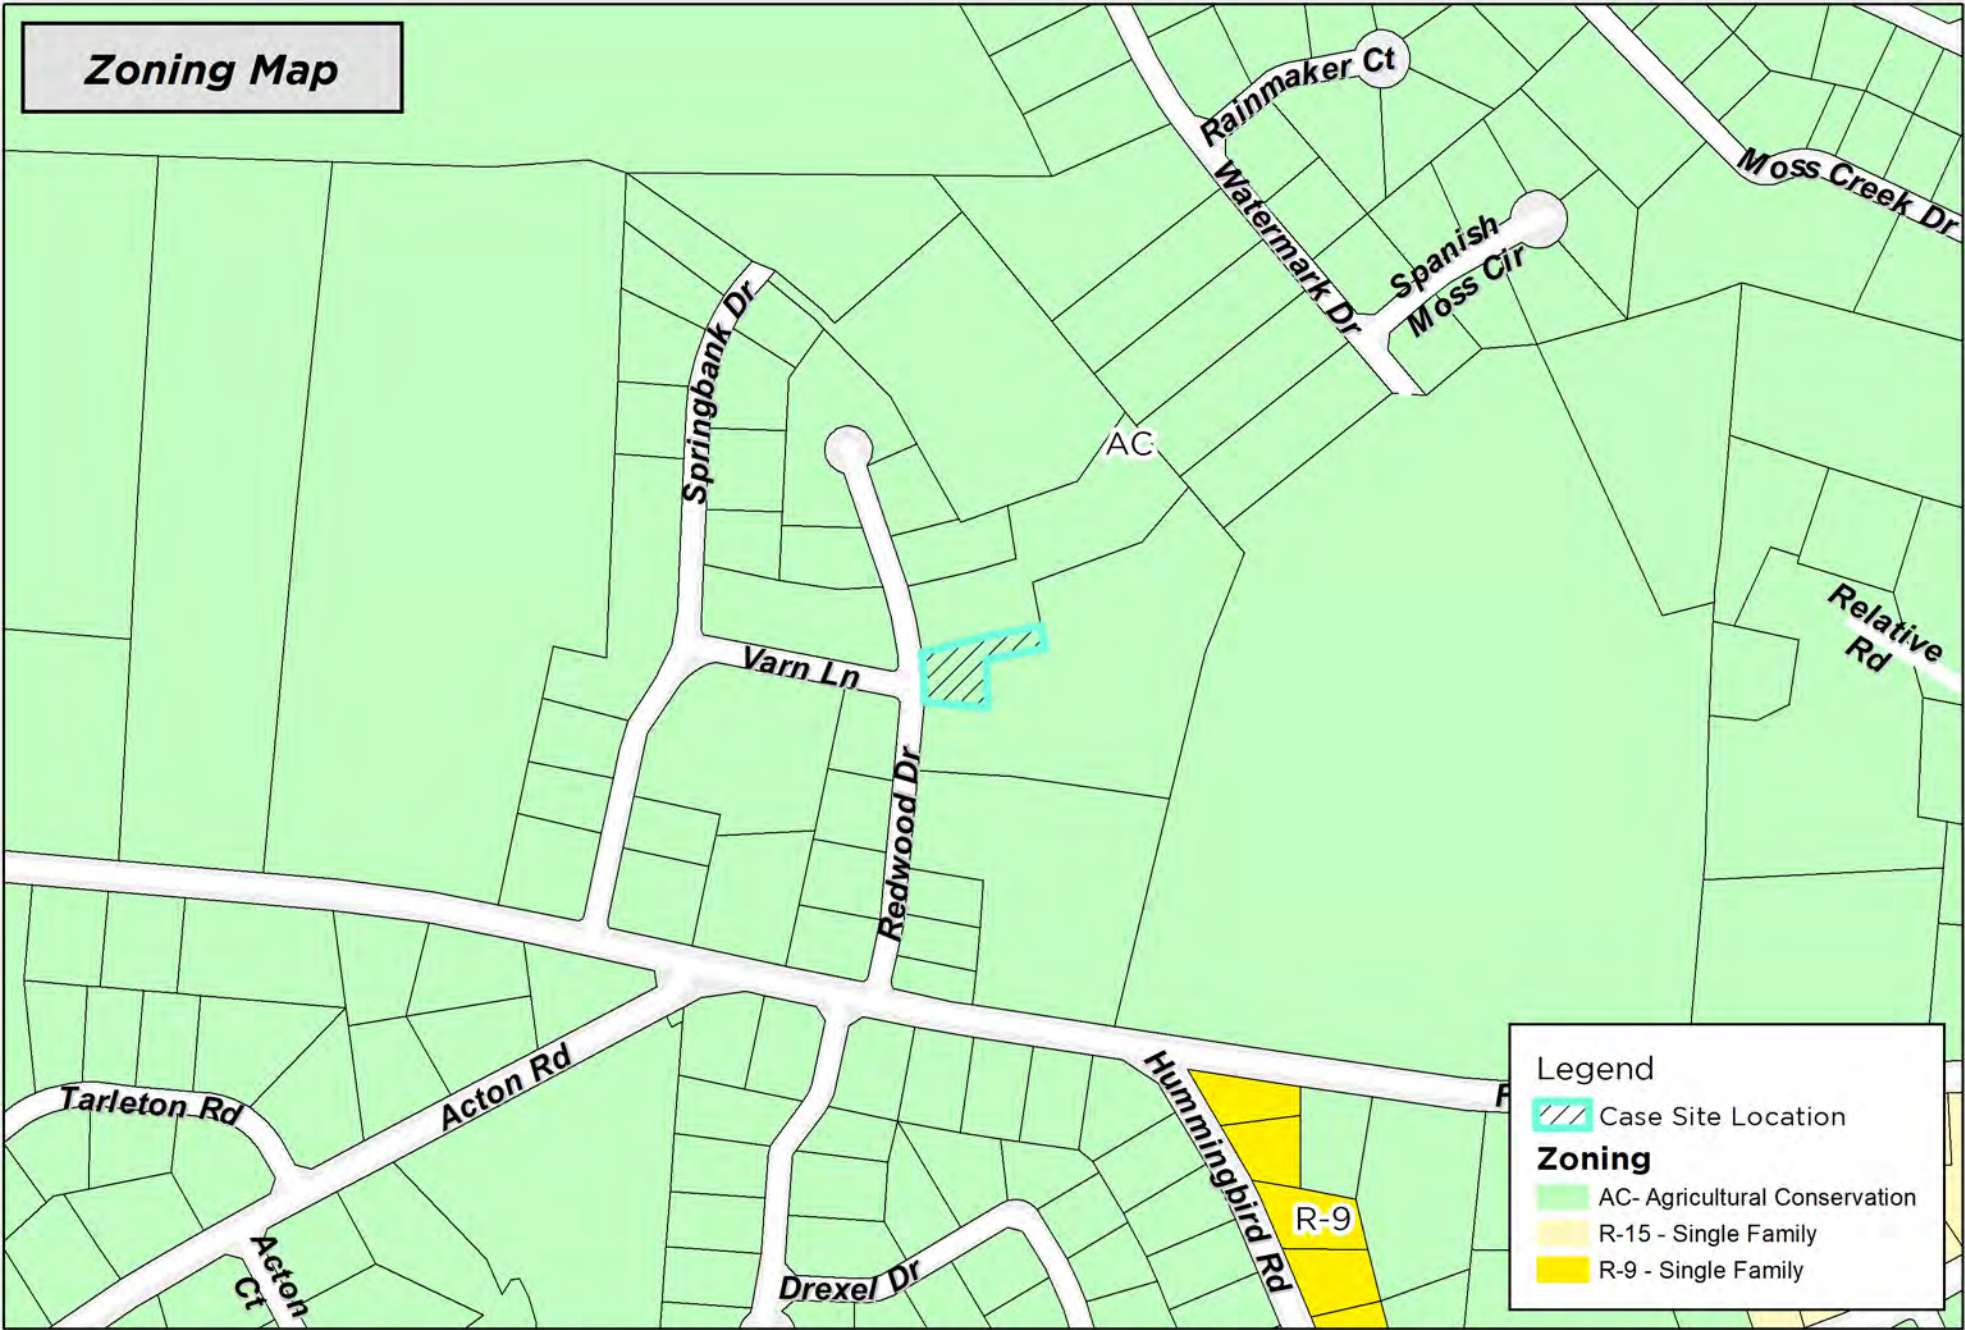 Zoning Map
Rainmaker Ct
Moss Creek Dr
Watermark Dr
Spanish
Moss Cir
Springbank Dr
AC
Relative
Rd
Varn Ln
Redwood Dr
Acton Rd
Tarleton Rd
Hummingbird Rd
R-9
Acton
Ct
Drexel Dr
Legend
Case Site Location
Zoning
AC- Agricultural Conservation
R-15 - Single Family
R-9 - Single Family